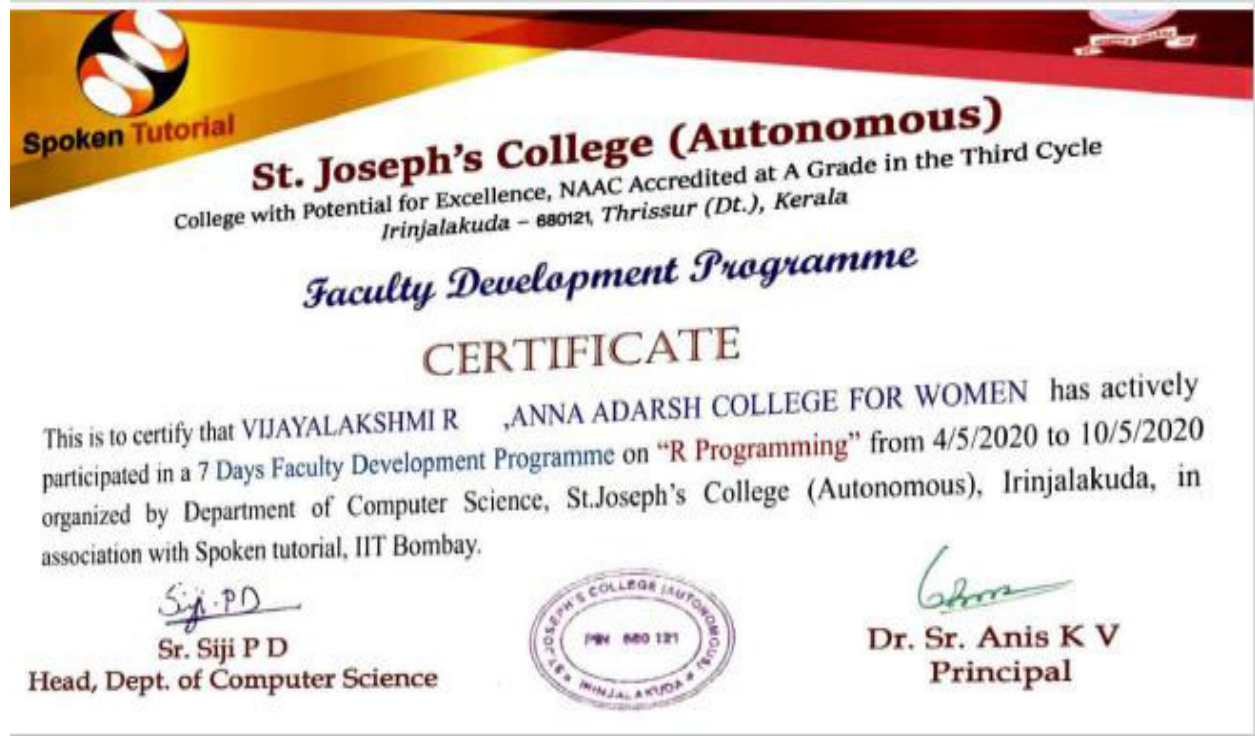 Spoken Tutorial
St. Joseph's College (Autonomous)
College with Potential for Excellence, NAAC Accredited at A Grade in the Third Cycle
Irinjalakuda – 680121, Thrissur (Dt.), Kerala
Faculty Development Programme
CERTIFICATE
This is to certify that VIJAYALAKSHMI R ,ANNA ADARSH COLLEGE FOR WOMEN has actively
participated in a 7 Days Faculty Development Programme on “R Programming” from 4/5/2020 to 10/5/2020
organized by Department of Computer Science, St.Joseph's College (Autonomous), Irinjalakuda, in
association with Spoken tutorial, IIT Bombay.
Siji.PD
Sr. Siji P D
Head, Dept. of Computer Science
ST.JOSEPH'S COLLEGE (AUTONOMOUS)
PIN 680 121
IRINJALAKUDA
Dr. Sr. Anis K V
Principal